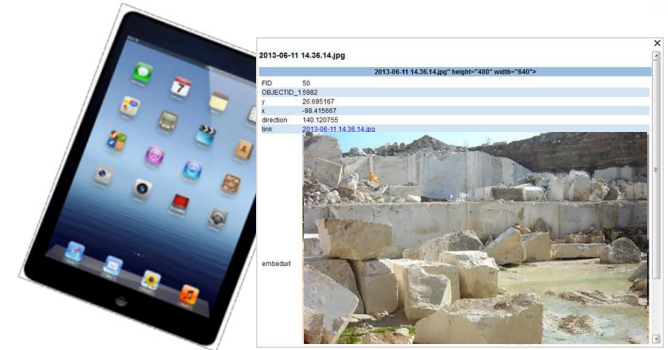 2013-06-11 14.36.14.jpg
2013-06-11 14.36.14.jpg" height="480" width="640">
FID 50
OBJECTID_1 5982
y 26.695167
x -98.415667
direction 140.120755
link 2013-06-11 14.36.14.jpg
embedurl